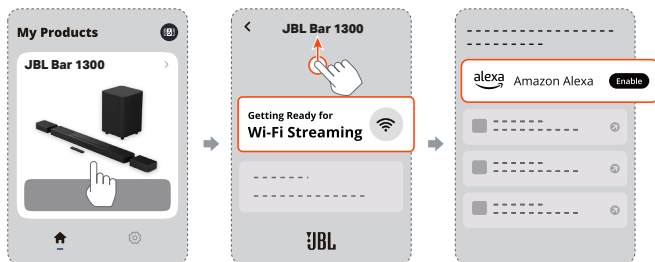 My Products
JBL Bar 1300
JBL Bar 1300
Getting Ready for
Wi-Fi Streaming
JBL
alexa Amazon Alexa Enable